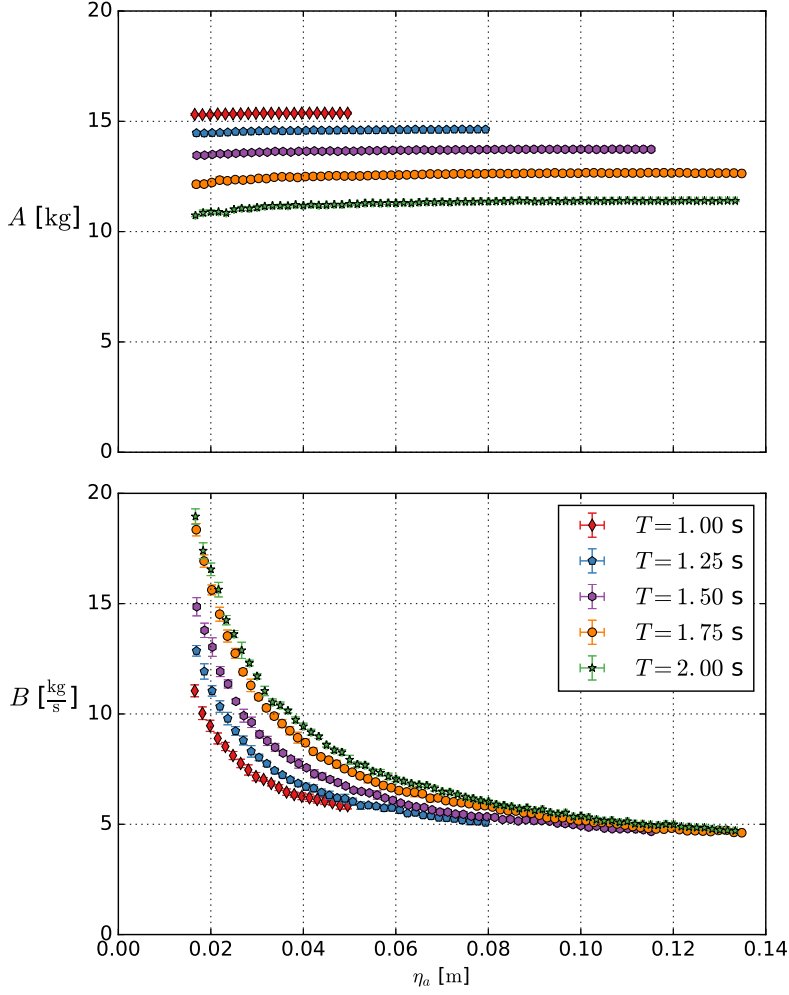 20
15
A [kg]
10
5
0
20
T = 1.00 s
T = 1.25 s
15
T = 1.50 s
T = 1.75 s
T = 2.00 s
B [kg/s]
10
5
0
0.00 0.02 0.04 0.06 0.08 0.10 0.12 0.14
ηₐ [m]